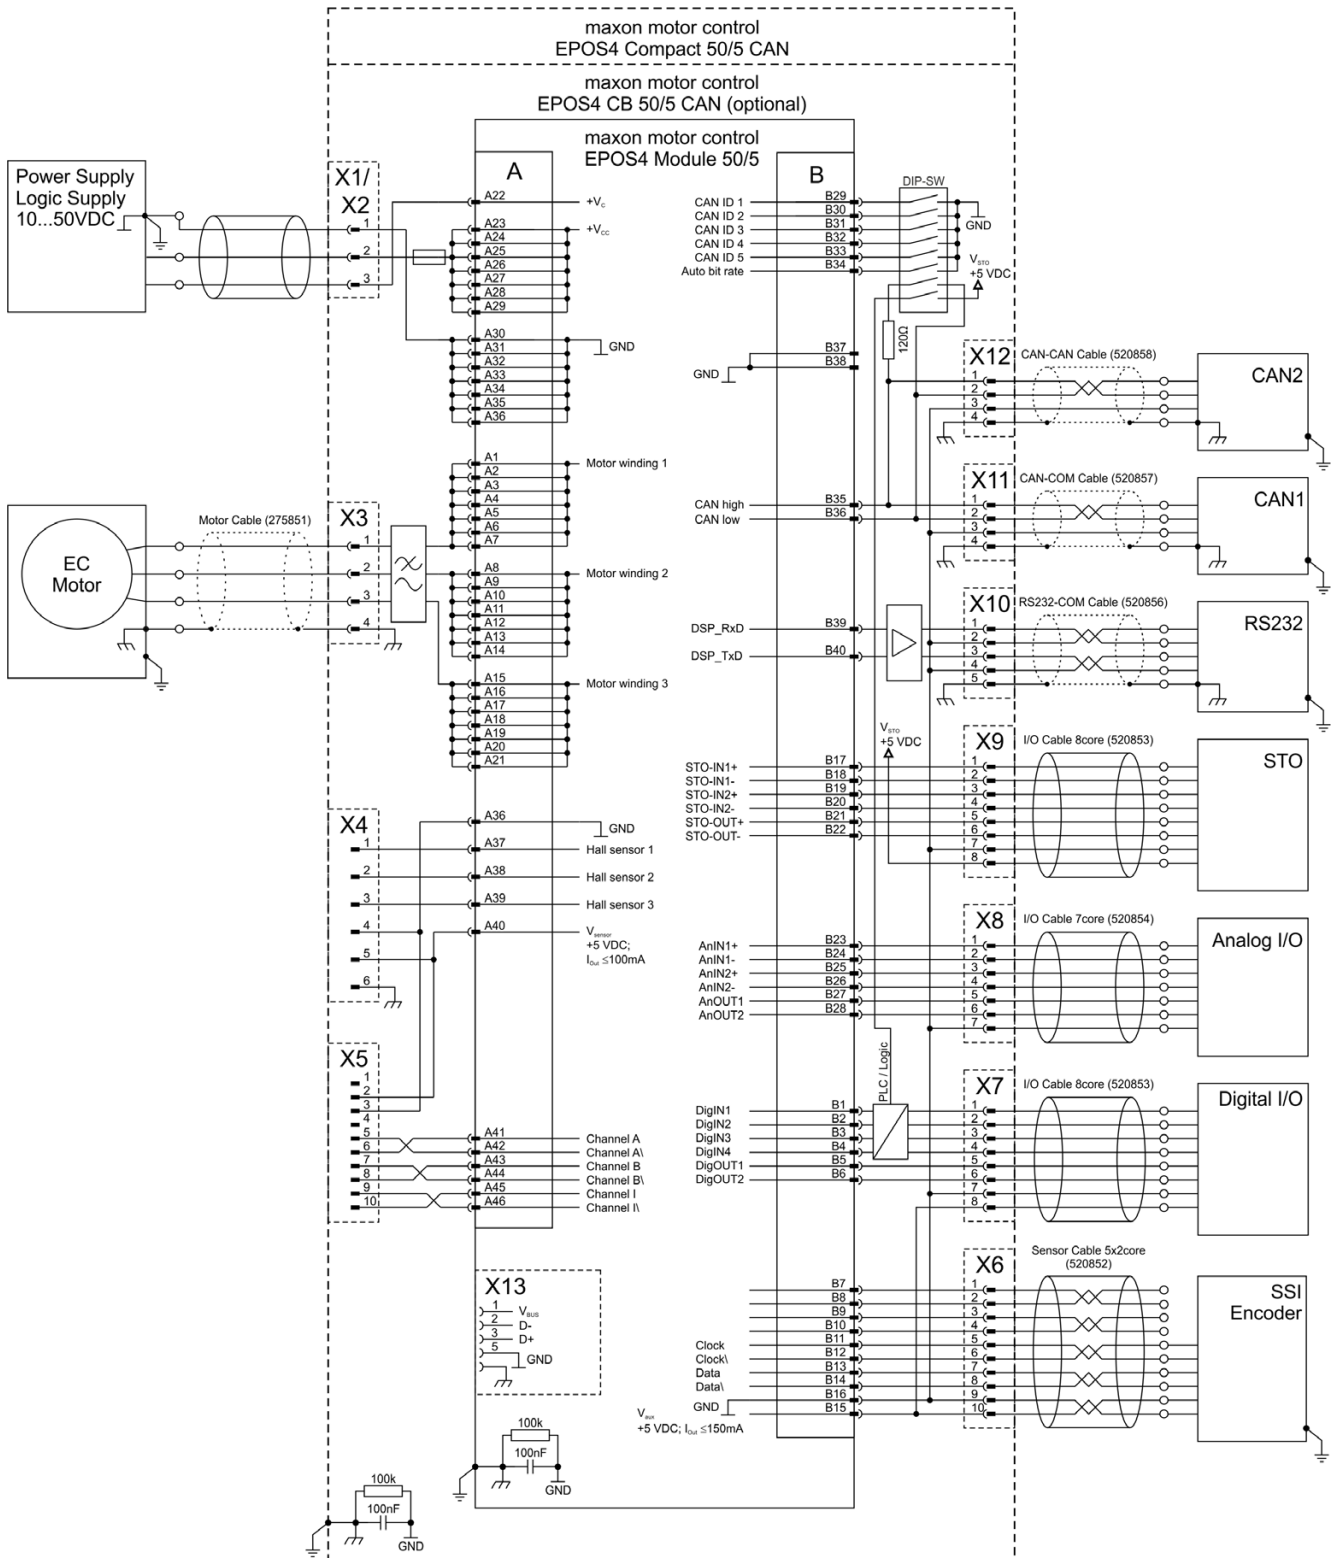 maxon motor control
EPOS4 Compact 50/5 CAN
maxon motor control
EPOS4 CB 50/5 CAN (optional)
maxon motor control
EPOS4 Module 50/5
Power Supply
Logic Supply
10...50VDC
X1/
X2
1
2
3
A
A22
+Vc
A23
+Vcc
A24
A25
A26
A27
A28
A29
A30
GND
A31
A32
A33
A34
A35
A36
A1
Motor winding 1
A2
A3
A4
A5
A6
A7
EC
Motor
Motor Cable (275851)
X3
1
2
3
4
A8
Motor winding 2
A9
A10
A11
A12
A13
A14
A15
Motor winding 3
A16
A17
A18
A19
A20
A21
X4
1
2
3
4
5
6
A36
GND
A37
Hall sensor 1
A38
Hall sensor 2
A39
Hall sensor 3
A40
Vsensor
+5 VDC;
IOut ≤100mA
X5
1
2
3
4
5
6
7
8
9
10
A41
Channel A
A42
Channel A\
A43
Channel B
A44
Channel B\
A45
Channel I
A46
Channel I\
X13
1
VBUS
2
D-
3
D+
5
GND
100k
100nF
GND
100k
100nF
GND
B
DIP-SW
CAN ID 1
B29
CAN ID 2
B30
CAN ID 3
B31
CAN ID 4
B32
CAN ID 5
B33
Auto bit rate
B34
GND
VSTO
+5 VDC
120Ω
B37
B38
GND
X12
1
2
3
4
CAN-CAN Cable (520858)
CAN2
CAN high
B35
CAN low
B36
X11
1
2
3
4
CAN-COM Cable (520857)
CAN1
DSP_RxD
B39
DSP_TxD
B40
X10
1
2
3
4
5
RS232-COM Cable (520856)
RS232
VSTO
+5 VDC
STO-IN1+
B17
STO-IN1-
B18
STO-IN2+
B19
STO-IN2-
B20
STO-OUT+
B21
STO-OUT-
B22
X9
1
2
3
4
5
6
7
8
I/O Cable 8core (520853)
STO
AnIN1+
B23
AnIN1-
B24
AnIN2+
B25
AnIN2-
B26
AnOUT1
B27
AnOUT2
B28
X8
1
2
3
4
5
6
7
I/O Cable 7core (520854)
Analog I/O
PLC / Logic
DigIN1
B1
DigIN2
B2
DigIN3
B3
DigIN4
B4
DigOUT1
B5
DigOUT2
B6
X7
1
2
3
4
5
6
7
8
I/O Cable 8core (520853)
Digital I/O
B7
B8
B9
B10
Clock
B11
Clock\
B12
Data
B13
Data\
B14
GND
B16
B15
+5 VDC; IOut ≤150mA
X6
1
2
3
4
5
6
7
8
9
10
Sensor Cable 5x2core
(520852)
SSI
Encoder